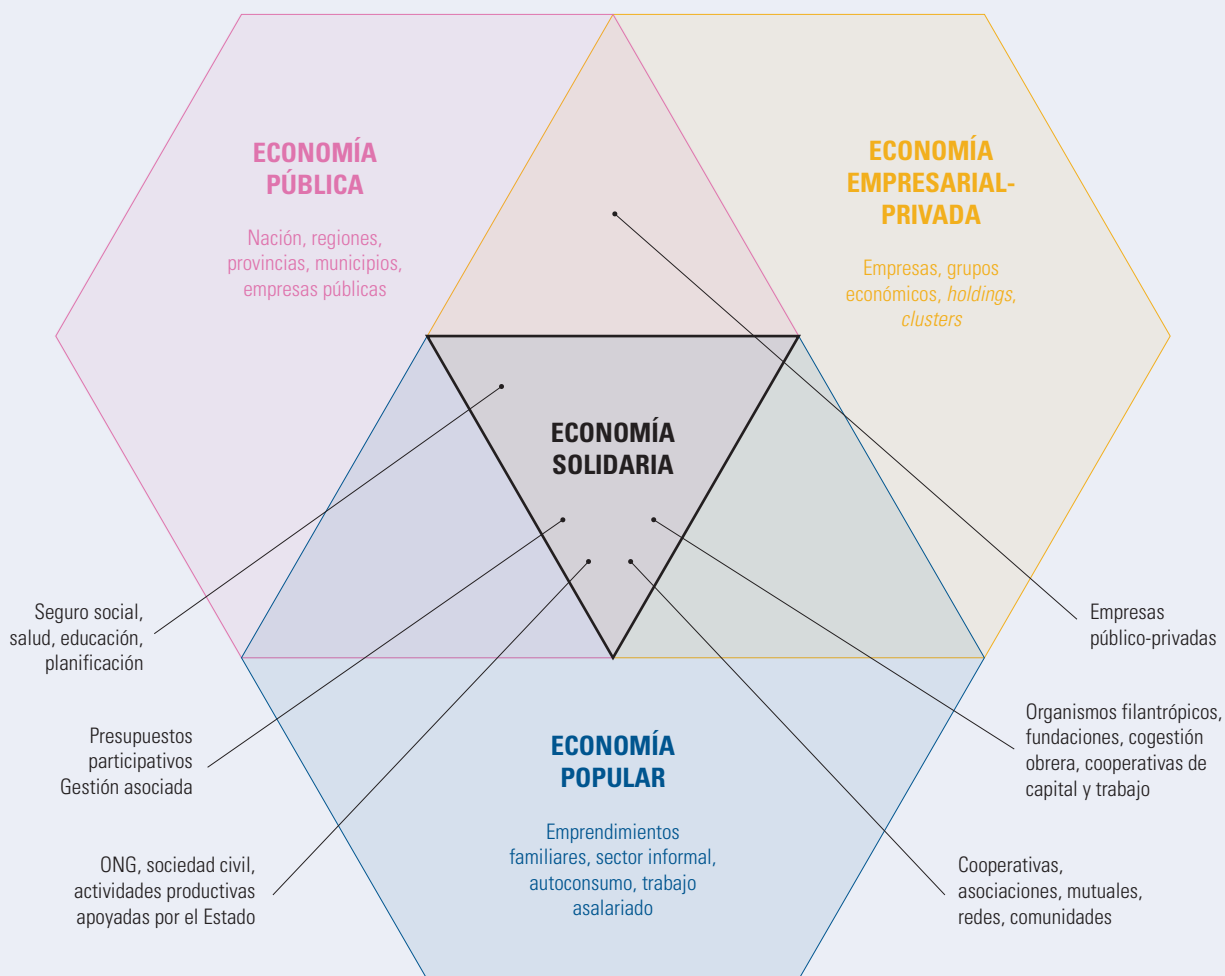 ECONOMÍA
PÚBLICA
Nación, regiones,
provincias, municipios,
empresas públicas
ECONOMÍA
EMPRESARIAL-
PRIVADA
Empresas, grupos
económicos, holdings,
clusters
ECONOMÍA
SOLIDARIA
Seguro social,
salud, educación,
planificación
Presupuestos
participativos
Gestión asociada
ONG, sociedad civil,
actividades productivas
apoyadas por el Estado
ECONOMÍA
POPULAR
Emprendimientos
familiares, sector informal,
autoconsumo, trabajo
asalariado
Empresas
público-privadas
Organismos filantrópicos,
fundaciones, cogestión
obrera, cooperativas de
capital y trabajo
Cooperativas,
asociaciones, mutuales,
redes, comunidades